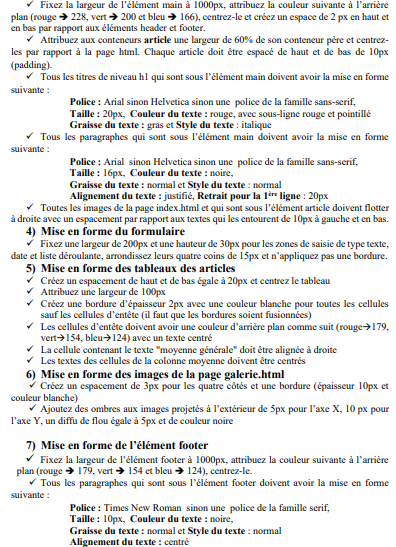 ✓ Fixez la largeur de l'élément main à 1000px, attribuez la couleur suivante à l'arrière
plan (rouge ➔ 228, vert ➔ 200 et bleu ➔ 166), centrez-le et créez un espace de 2 px en haut et
en bas par rapport aux éléments header et footer.
✓ Attribuez aux conteneurs article une largeur de 60% de son conteneur père et centrez-
les par rapport à la page html. Chaque article doit être espacé de haut et de bas de 10px
(padding).
✓ Tous les titres de niveau h1 qui sont sous l'élément main doivent avoir la mise en forme
suivante :
Police : Arial sinon Helvetica sinon une police de la famille sans-serif,
Taille : 20px, Couleur du texte : rouge, avec sous-ligne rouge et pointillé
Graisse du texte : gras et Style du texte : italique
✓ Tous les paragraphes qui sont sous l'élément main doivent avoir la mise en forme
suivante :
Police : Arial sinon Helvetica sinon une police de la famille sans-serif,
Taille : 16px, Couleur du texte : noire,
Graisse du texte : normal et Style du texte : normal
Alignement du texte : justifié, Retrait pour la 1ère ligne : 20px
✓ Toutes les images de la page index.html et qui sont sous l'élément article doivent flotter
à droite avec un espacement par rapport aux textes qui les entourent de 10px à gauche et en bas.
4) Mise en forme du formulaire
✓ Fixez une largeur de 200px et une hauteur de 30px pour les zones de saisie de type texte,
date et liste déroulante, arrondissez leurs quatre coins de 15px et n'appliquez pas une bordure.
5) Mise en forme des tableaux des articles
✓ Créez un espacement de haut et de bas égale à 20px et centrez le tableau
✓ Attribuez une largeur de 100px
✓ Créez une bordure d'épaisseur 2px avec une couleur blanche pour toutes les cellules
sauf les cellules d'entête (il faut que les bordures soient fusionnées)
✓ Les cellules d'entête doivent avoir une couleur d'arrière plan comme suit (rouge➔179,
vert➔154, bleu➔124) avec un texte centré
✓ La cellule contenant le texte "moyenne générale" doit être alignée à droite
✓ Les textes des cellules de la colonne moyenne doivent être centrés
6) Mise en forme des images de la page galerie.html
✓ Créez un espacement de 3px pour les quatre côtés et une bordure (épaisseur 10px et
couleur blanche)
✓ Ajoutez des ombres aux images projetés à l'extérieur de 5px pour l'axe X, 10 px pour
l'axe Y, un diffu de flou égale à 5px et de couleur noire
7) Mise en forme de l'élément footer
✓ Fixez la largeur de l'élément footer à 1000px, attribuez la couleur suivante à l'arrière
plan (rouge ➔ 179, vert ➔ 154 et bleu ➔ 124), centrez-le.
✓ Tous les paragraphes qui sont sous l'élément footer doivent avoir la mise en forme
suivante :
Police : Times New Roman sinon une police de la famille serif,
Taille : 10px, Couleur du texte : noire,
Graisse du texte : normal et Style du texte : normal
Alignement du texte : centré